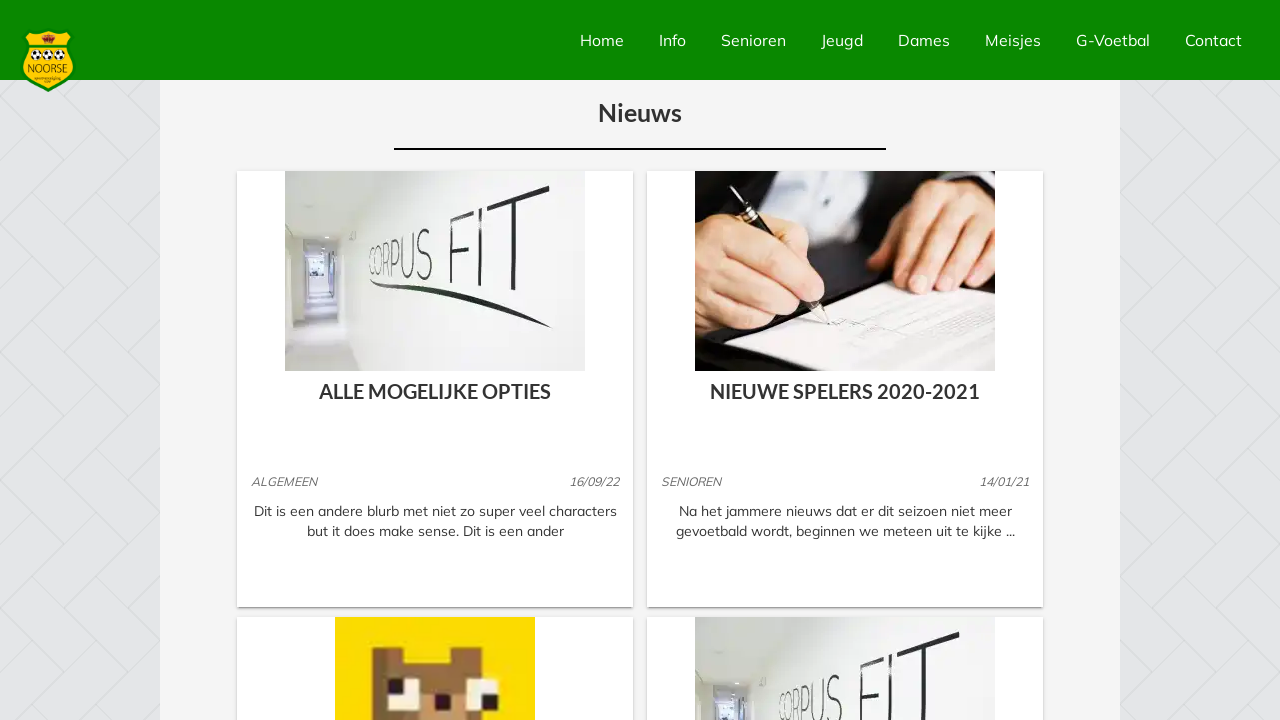 NOORSE
Home Info Senioren Jeugd Dames Meisjes G-Voetbal Contact
Nieuws
CORPUS FIT
ALLE MOGELIJKE OPTIES
ALGEMEEN 16/09/22
Dit is een andere blurb met niet zo super veel characters
but it does make sense. Dit is een ander
NIEUWE SPELERS 2020-2021
SENIOREN 14/01/21
Na het jammere nieuws dat er dit seizoen niet meer
gevoetbald wordt, beginnen we meteen uit te kijke ...
CORPUS FIT